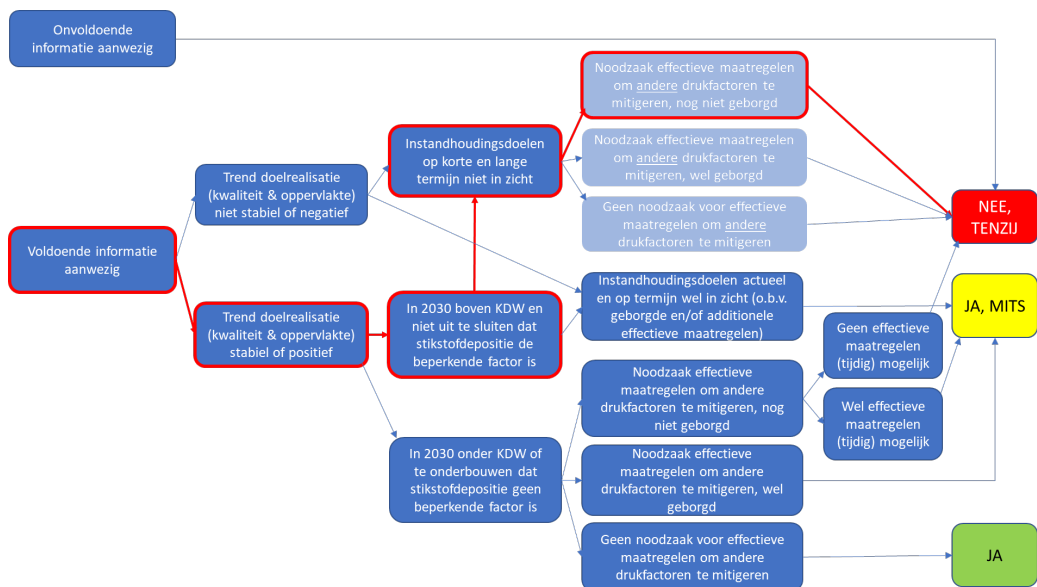 Onvoldoende
informatie aanwezig
Voldoende informatie
aanwezig
Trend doelrealisatie
(kwaliteit & oppervlakte)
niet stabiel of negatief
Trend doelrealisatie
(kwaliteit & oppervlakte)
stabiel of positief
Instandhoudingsdoelen
op korte en lange
termijn niet in zicht
In 2030 boven KDW en
niet uit te sluiten dat
stikstofdepositie de
beperkende factor is
In 2030 onder KDW of
te onderbouwen dat
stikstofdepositie geen
beperkende factor is
Noodzaak effectieve maatregelen
om andere drukfactoren te
mitigeren, nog niet geborgd
Noodzaak effectieve maatregelen
om andere drukfactoren te
mitigeren, wel geborgd
Geen noodzaak voor effectieve
maatregelen om andere
drukfactoren te mitigeren
Instandhoudingsdoelen actueel
en op termijn wel in zicht (o.b.v.
geborgde en/of additionele
effectieve maatregelen)
Noodzaak effectieve
maatregelen om andere
drukfactoren te mitigeren, nog
niet geborgd
Noodzaak effectieve
maatregelen om andere
drukfactoren te mitigeren, wel
geborgd
Geen noodzaak voor effectieve
maatregelen om andere
drukfactoren te mitigeren
Geen effectieve
maatregelen
(tijdig) mogelijk
Wel effectieve
maatregelen
(tijdig) mogelijk
NEE,
TENZIJ
JA, MITS
JA